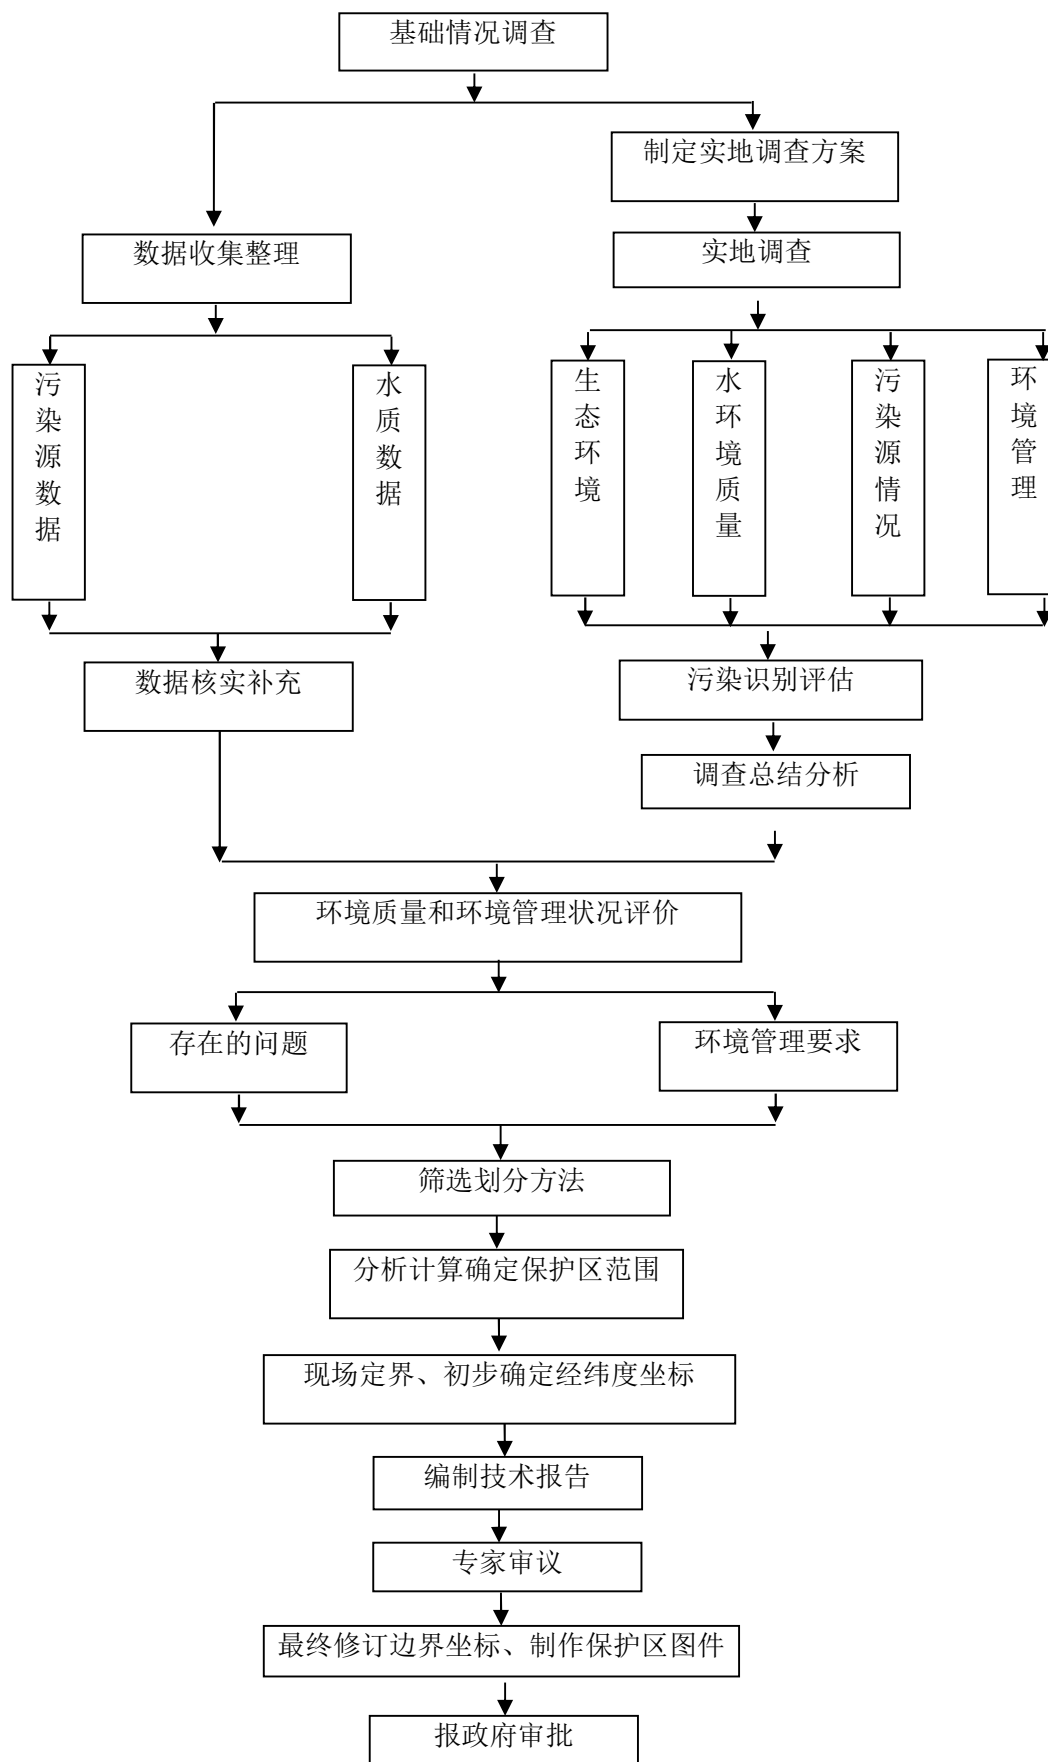 基础情况调查
制定实地调查方案
数据收集整理
实地调查
污染源数据
水质数据
生态环境
水环境质量
污染源情况
环境管理
数据核实补充
污染识别评估
调查总结分析
环境质量和环境管理状况评价
存在的问题
环境管理要求
筛选划分方法
分析计算确定保护区范围
现场定界、初步确定经纬度坐标
编制技术报告
专家审议
最终修订边界坐标、制作保护区图件
报政府审批